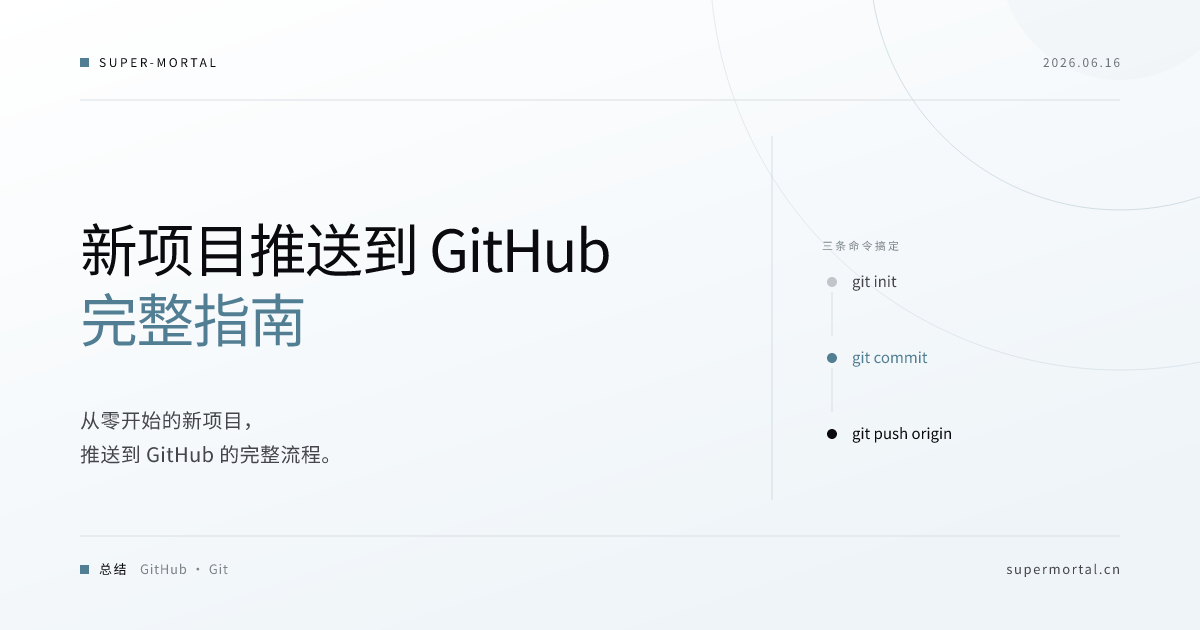 SUPER-MORTAL
2026.06.16
新项目推送到 GitHub
完整指南
从零开始的新项目，
推送到 GitHub 的完整流程。
三条命令搞定
git init
git commit
git push origin
总结 GitHub · Git
supermortal.cn